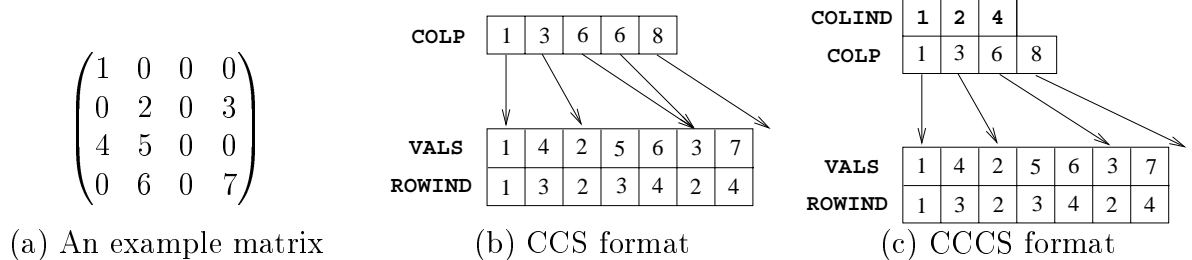 1 0 0 0
0 2 0 3
4 5 0 0
0 6 0 7
(a) An example matrix
COLP 1 3 6 6 8
VALS 1 4 2 5 6 3 7
ROWIND 1 3 2 3 4 2 4
(b) CCS format
COLIND 1 2 4
COLP 1 3 6 8
VALS 1 4 2 5 6 3 7
ROWIND 1 3 2 3 4 2 4
(c) CCCS format